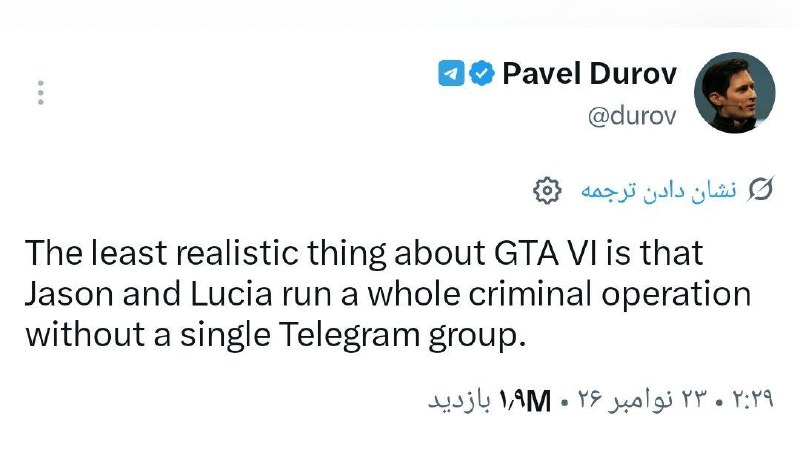 Pavel Durov
@durov
نشان دادن ترجمه
The least realistic thing about GTA VI is that
Jason and Lucia run a whole criminal operation
without a single Telegram group.
۲:۲۹ • ۲۳ نوامبر ۲۶ • ۱٫۹M بازدید